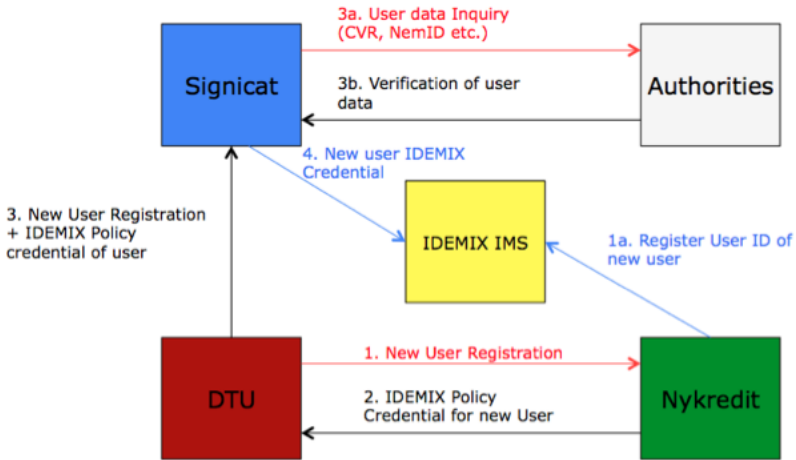 3a. User data Inquiry
(CVR, NemID etc.)
Signicat
Authorities
3b. Verification of user
data
4. New user IDEMIX
Credential
3. New User Registration
+ IDEMIX Policy
credential of user
IDEMIX IMS
1a. Register User ID of
new user
1. New User Registration
DTU
Nykredit
2. IDEMIX Policy
Credential for new User